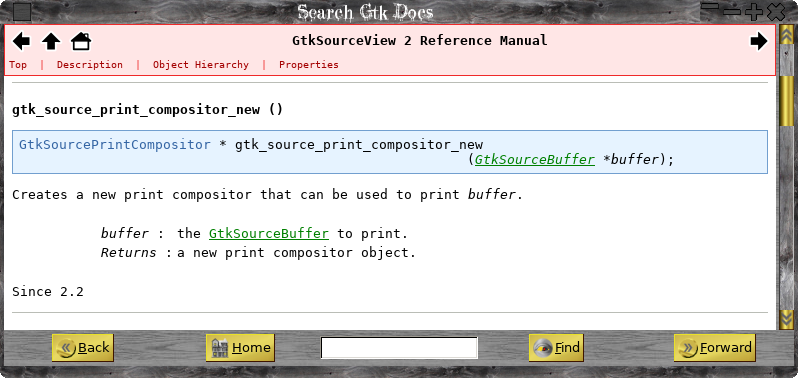 Search Gtk Docs
GtkSourceView 2 Reference Manual
Top | Description | Object Hierarchy | Properties
gtk_source_print_compositor_new ()
GtkSourcePrintCompositor * gtk_source_print_compositor_new
(GtkSourceBuffer *buffer);
Creates a new print compositor that can be used to print buffer.
buffer : the GtkSourceBuffer to print.
Returns : a new print compositor object.
Since 2.2
Back Home Find Forward